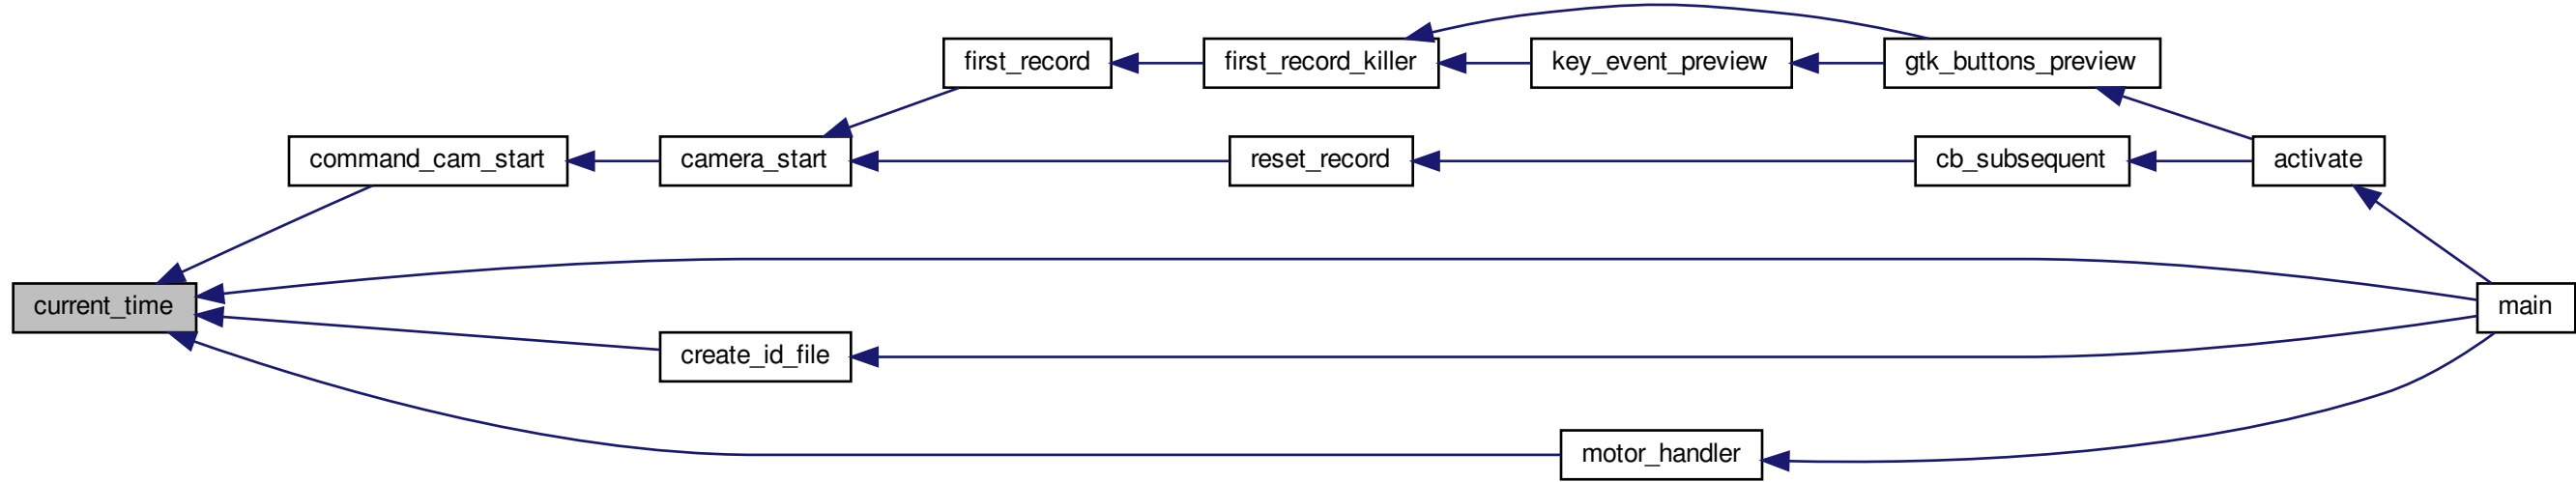 first_record
first_record_killer
key_event_preview
gtk_buttons_preview
command_cam_start
camera_start
reset_record
cb_subsequent
activate
current_time
main
create_id_file
motor_handler